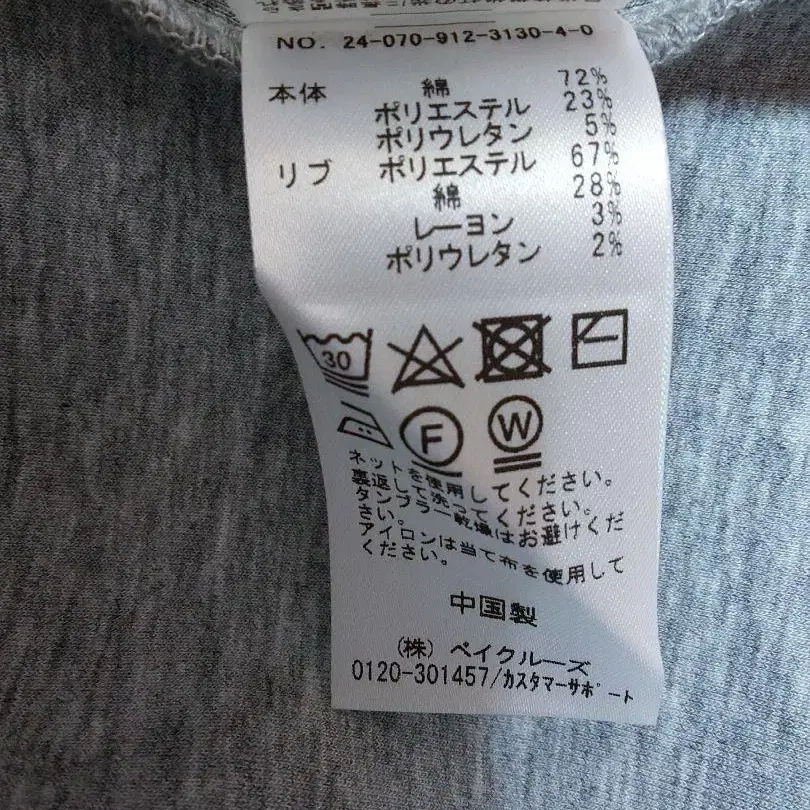 NO. 24-070-912-3130-4-0
本体 綿 72%
ポリエステル 23%
ポリウレタン 5%
リブ ポリエステル 67%
綿 28%
レーヨン 3%
ポリウレタン 2%
30
F W
ネットを使用してください。
裏返して洗ってください。
タンブラー乾燥はお避けくだ
さい。
アイロンは当て布を使用して
ください。
中国製
(株) ベイクルーズ
0120-301457/カスタマーサポート